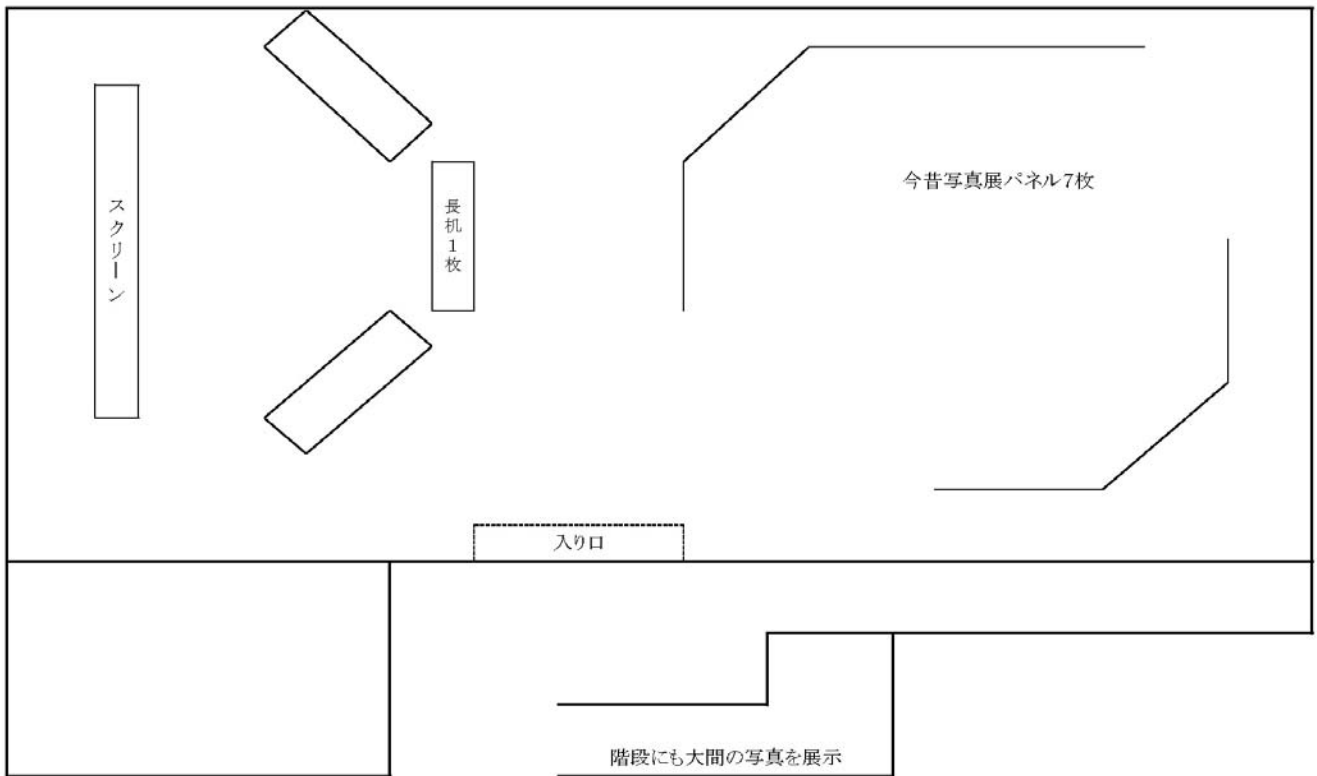 スクリーン
長机1枚
今昔写真展パネル7枚
入り口
階段にも大間の写真を展示